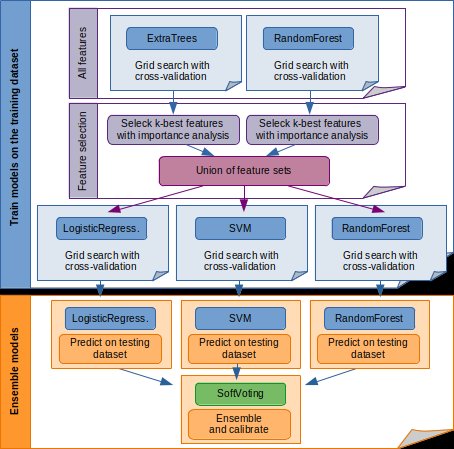 Train models on the training dataset
All features
ExtraTrees
Grid search with
cross-validation
RandomForest
Grid search with
cross-validation
Feature selection
Seleck k-best features
with importance analysis
Seleck k-best features
with importance analysis
Union of feature sets
LogisticRegress.
Grid search with
cross-validation
SVM
Grid search with
cross-validation
RandomForest
Grid search with
cross-validation
Ensemble models
LogisticRegress.
Predict on testing
dataset
SVM
Predict on testing
dataset
RandomForest
Predict on testing
dataset
SoftVoting
Ensemble
and calibrate